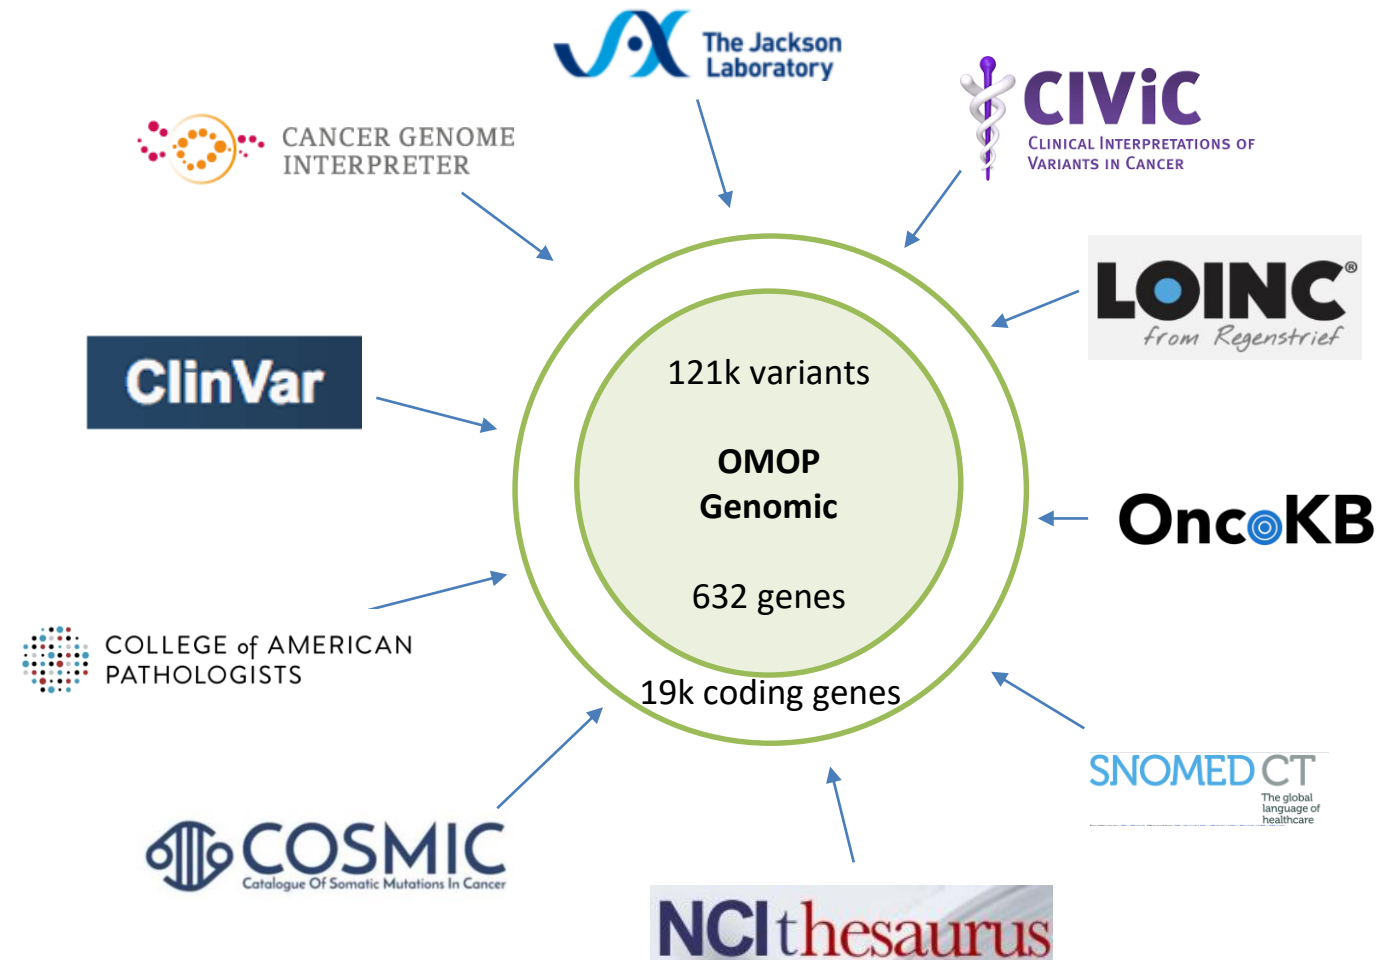 The Jackson
Laboratory
CIViC
CLINICAL INTERPRETATIONS OF
VARIANTS IN CANCER
CANCER GENOME
INTERPRETER
LOINC®
from Regenstrief
ClinVar
121k variants
OMOP
Genomic
632 genes
19k coding genes
OncoKB
COLLEGE of AMERICAN
PATHOLOGISTS
SNOMED CT
The global
language of
healthcare
COSMIC
Catalogue Of Somatic Mutations In Cancer
NCIthesaurus